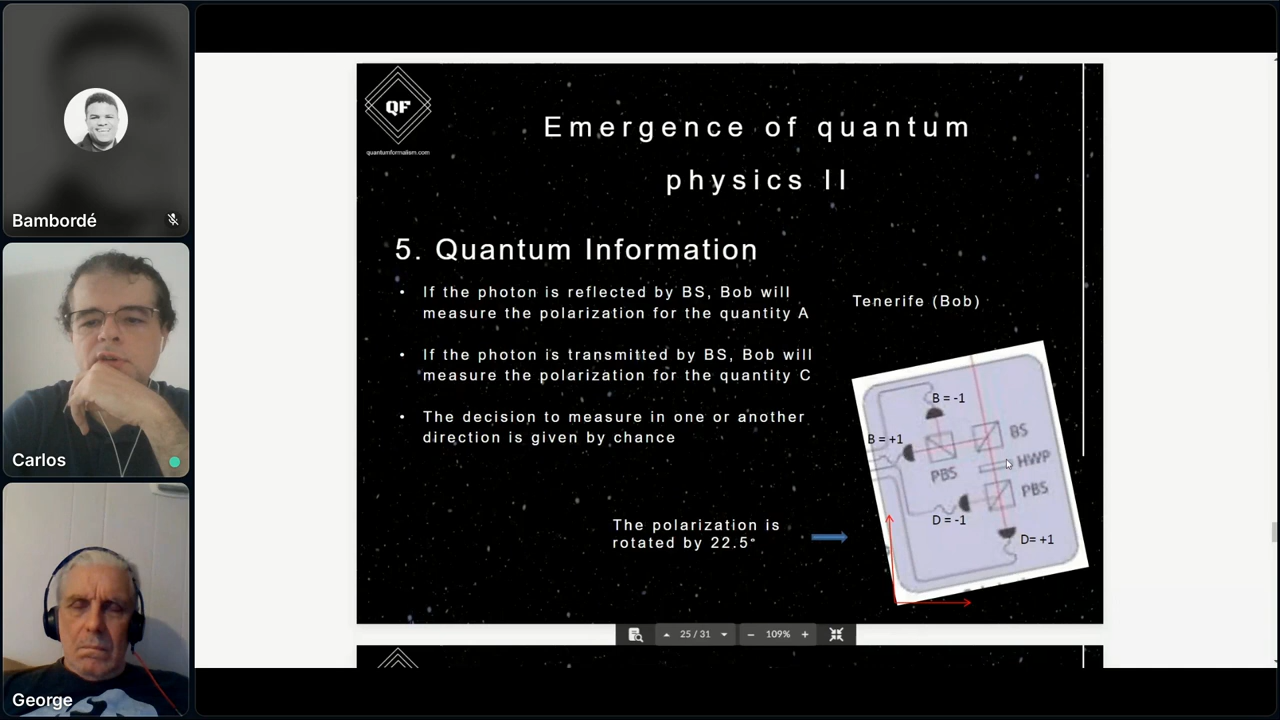 Bambordé
Carlos
George
QF
quantumformalism.com
Emergence of quantum
physics II
5. Quantum Information
• If the photon is reflected by BS, Bob will
measure the polarization for the quantity A
• If the photon is transmitted by BS, Bob will
measure the polarization for the quantity C
• The decision to measure in one or another
direction is given by chance
Tenerife (Bob)
B = -1
B = +1
BS
PBS
HWP
PBS
D = -1
D= +1
The polarization is
rotated by 22.5°
25 / 31
109%